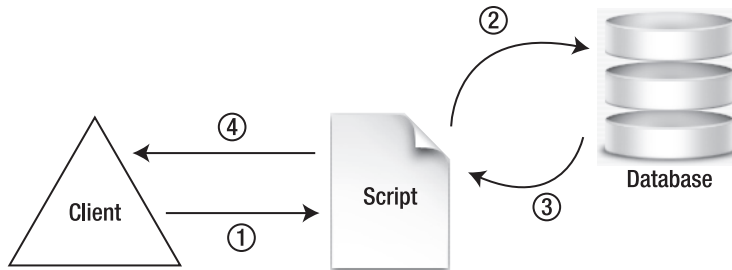 ②
④
Client
Script
Database
①
③